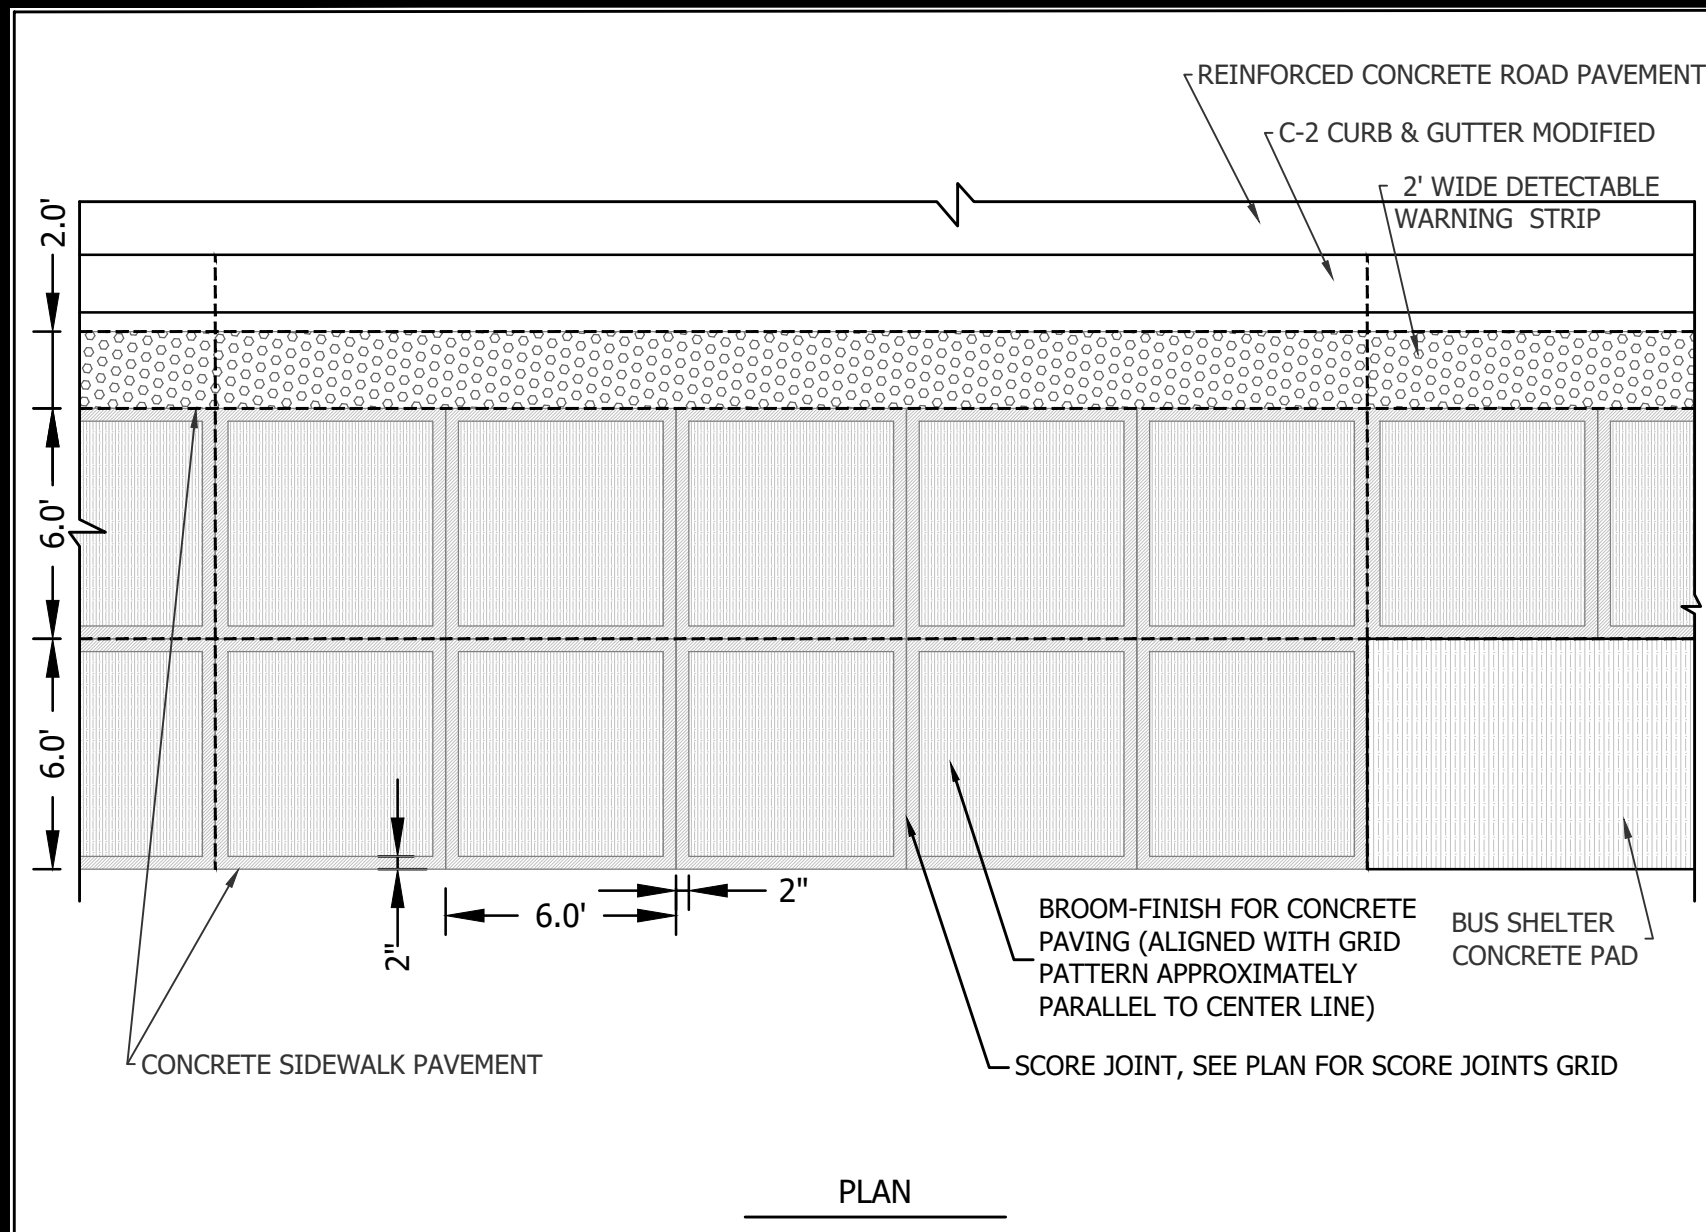 REINFORCED CONCRETE ROAD PAVEMENT
C-2 CURB & GUTTER MODIFIED
2' WIDE DETECTABLE
WARNING STRIP
2.0'
6.0'
6.0'
2"
6.0'
2"
BROOM-FINISH FOR CONCRETE
PAVING (ALIGNED WITH GRID
PATTERN APPROXIMATELY
PARALLEL TO CENTER LINE)
BUS SHELTER
CONCRETE PAD
CONCRETE SIDEWALK PAVEMENT
SCORE JOINT, SEE PLAN FOR SCORE JOINTS GRID
PLAN